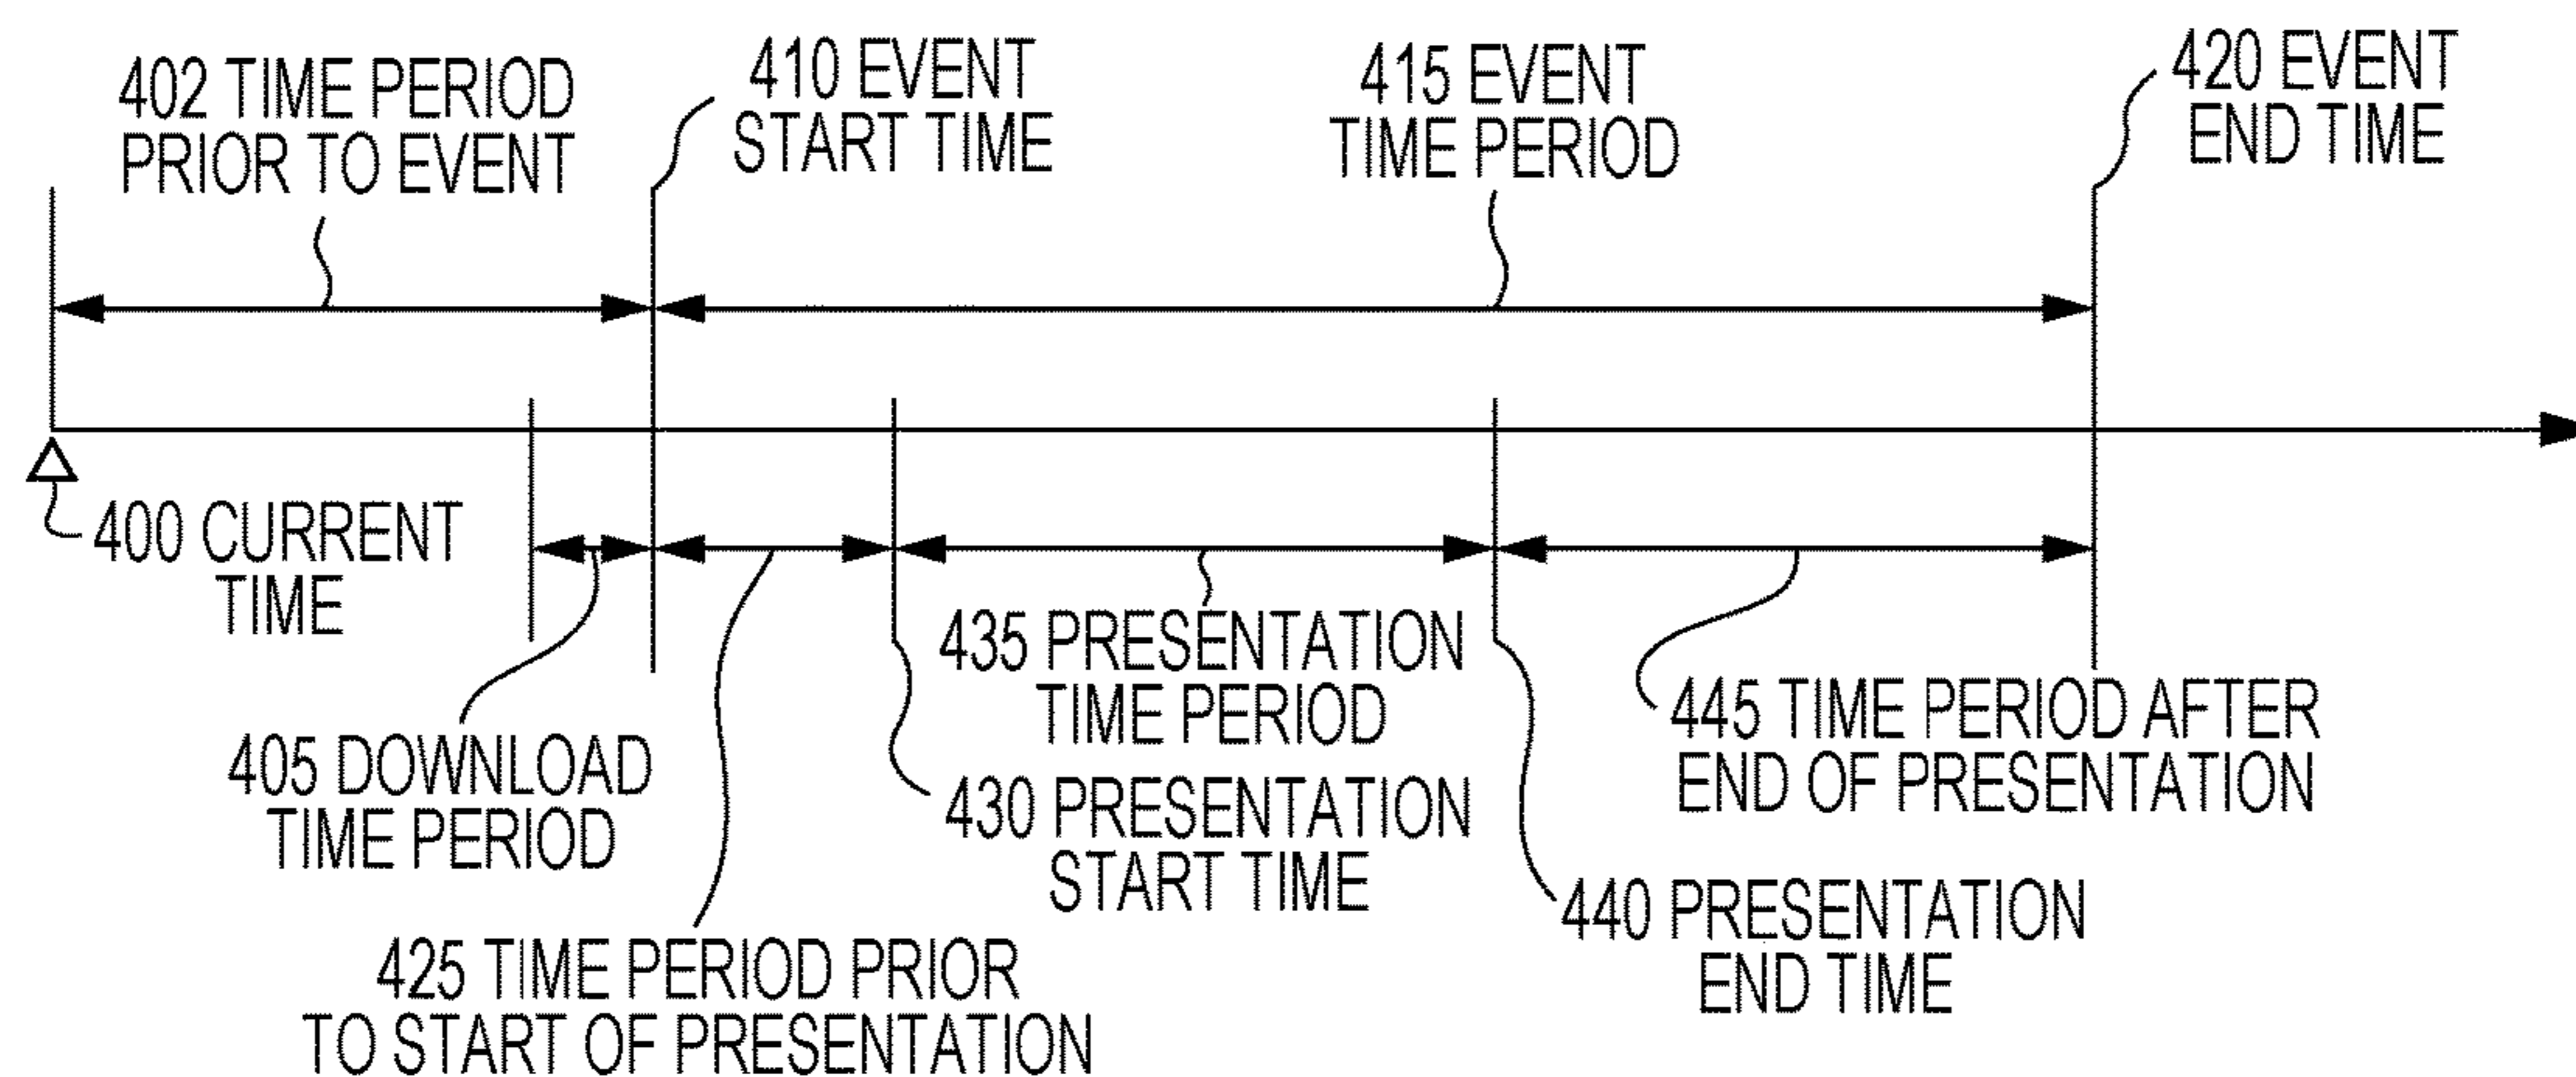 402 TIME PERIOD
PRIOR TO EVENT
410 EVENT
START TIME
415 EVENT
TIME PERIOD
420 EVENT
END TIME
400 CURRENT
TIME
405 DOWNLOAD
TIME PERIOD
425 TIME PERIOD PRIOR
TO START OF PRESENTATION
435 PRESENTATION
TIME PERIOD
430 PRESENTATION
START TIME
445 TIME PERIOD AFTER
END OF PRESENTATION
440 PRESENTATION
END TIME